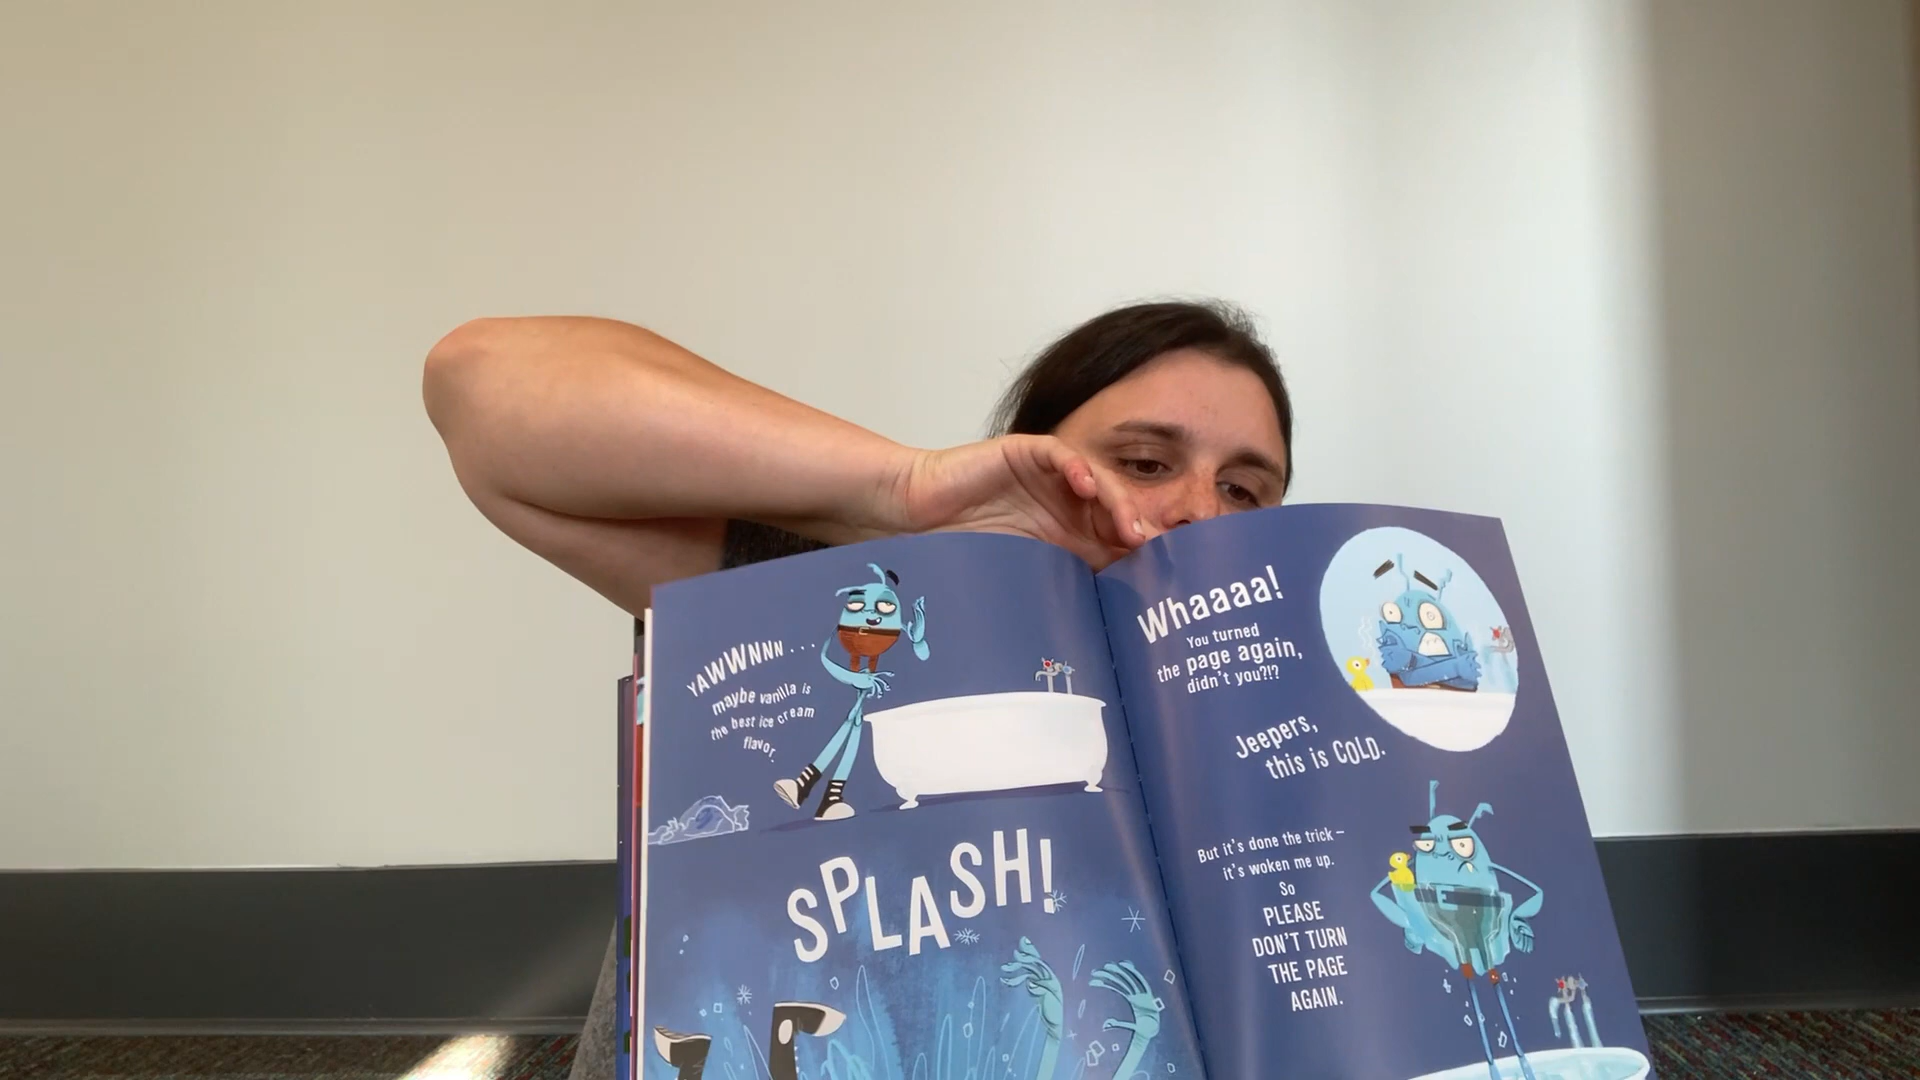 YAWWNNN...
maybe vanilla is
the best ice cream
flavor.
SPLASH!
Whaaaa!
You turned
the page again,
didn't you?!?
Jeepers,
this is COLD.
But it's done the trick –
it's woken me up.
So
PLEASE
DON'T TURN
THE PAGE
AGAIN.